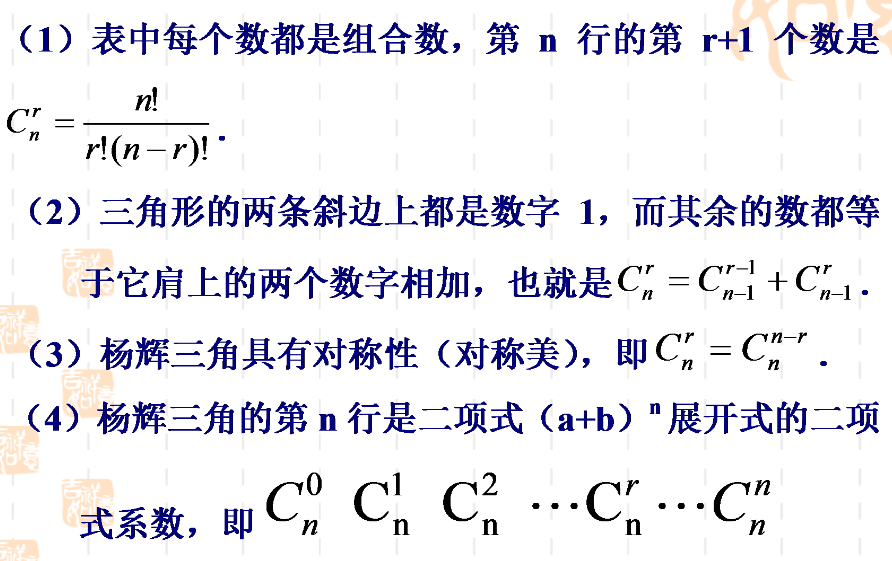 （1）表中每个数都是组合数，第 n 行的第 r+1 个数是
$C_n^r = \frac{n!}{r!(n-r)!}$.
（2）三角形的两条斜边上都是数字 1，而其余的数都等
于它肩上的两个数字相加，也就是 $C_n^r = C_{n-1}^{r-1} + C_{n-1}^r$.
（3）杨辉三角具有对称性（对称美），即 $C_n^r = C_n^{n-r}$ .
（4）杨辉三角的第 n 行是二项式（a+b）ⁿ 展开式的二项
式系数，即 $C_n^0$ $C_n^1$ $C_n^2$ $\cdots C_n^r \cdots C_n^n$